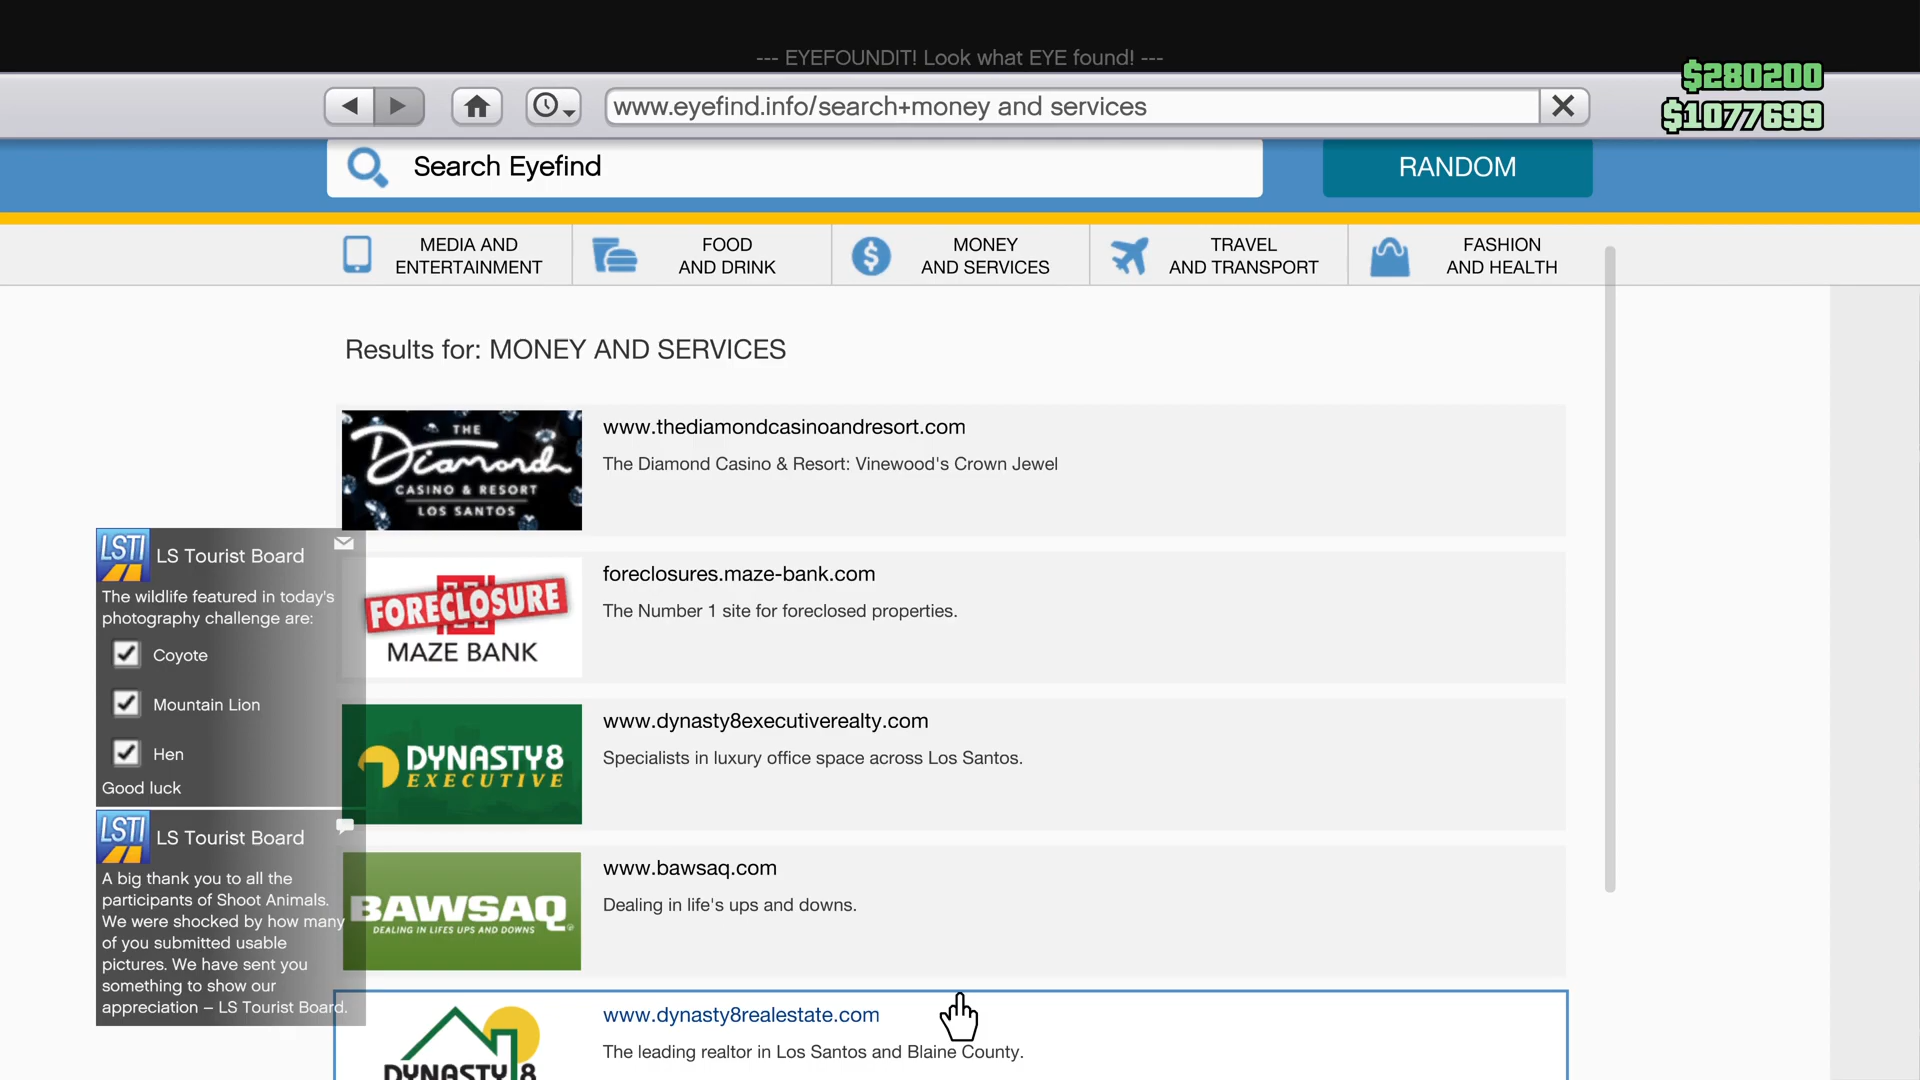 --- EYEFOUNDIT! Look what EYE found! ---
$280200
www.eyefind.info/search+money and services
$1077699
Search Eyefind
RANDOM
MEDIA AND
ENTERTAINMENT
FOOD
AND DRINK
MONEY
AND SERVICES
TRAVEL
AND TRANSPORT
FASHION
AND HEALTH
Results for: MONEY AND SERVICES
THE
Diamond
CASINO & RESORT
LOS SANTOS
www.thediamondcasinoandresort.com
The Diamond Casino & Resort: Vinewood's Crown Jewel
FORECLOSURE
MAZE BANK
foreclosures.maze-bank.com
The Number 1 site for foreclosed properties.
DYNASTY8
EXECUTIVE
www.dynasty8executiverealty.com
Specialists in luxury office space across Los Santos.
BAWSAQ
DEALING IN LIFES UPS AND DOWNS
www.bawsaq.com
Dealing in life's ups and downs.
DYNASTY 8
www.dynasty8realestate.com
The leading realtor in Los Santos and Blaine County.
LSTI
LS Tourist Board
The wildlife featured in today's
photography challenge are:
Coyote
Mountain Lion
Hen
Good luck
LSTI
LS Tourist Board
A big thank you to all the
participants of Shoot Animals.
We were shocked by how many
of you submitted usable
pictures. We have sent you
something to show our
appreciation – LS Tourist Board.